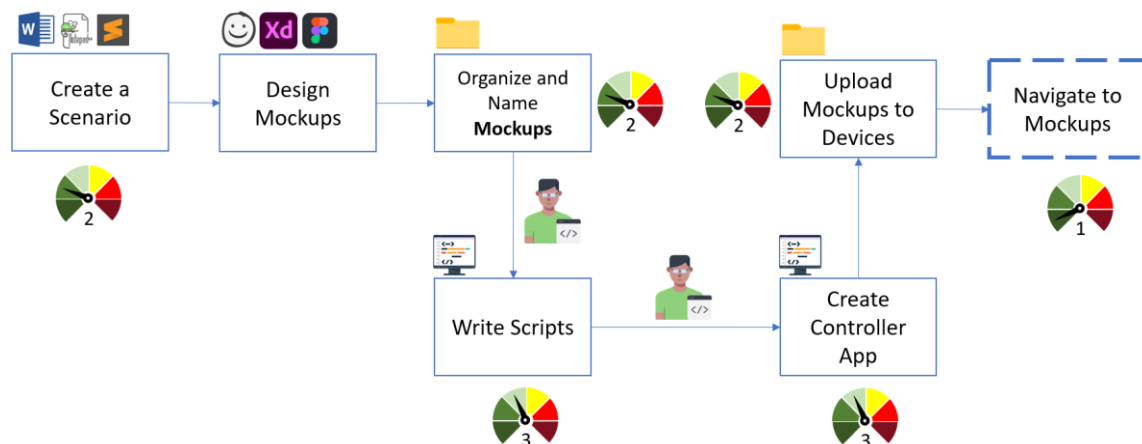 W
Notepad++
S
Xd
Create a
Scenario
Design
Mockups
Organize and
Name
Mockups
Upload
Mockups to
Devices
Navigate to
Mockups
2
2
2
1
</>
Write Scripts
</>
Create
Controller
App
3
3